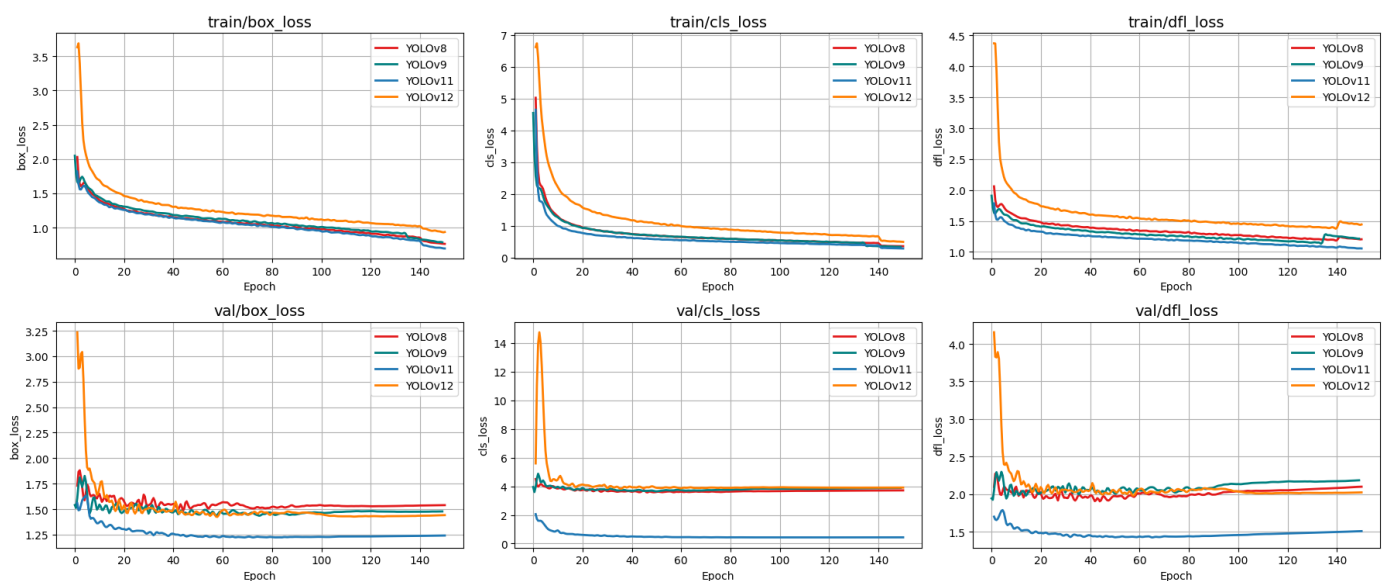 train/box_loss
3.5
3.0
2.5
2.0
1.5
1.0
box_loss
0 20 40 60 80 100 120 140
Epoch
YOLOv8
YOLOv9
YOLOv11
YOLOv12
train/cls_loss
7
6
5
4
3
2
1
0
cls_loss
0 20 40 60 80 100 120 140
Epoch
YOLOv8
YOLOv9
YOLOv11
YOLOv12
train/dfl_loss
4.5
4.0
3.5
3.0
2.5
2.0
1.5
1.0
dfl_loss
0 20 40 60 80 100 120 140
Epoch
YOLOv8
YOLOv9
YOLOv11
YOLOv12
val/box_loss
3.25
3.00
2.75
2.50
2.25
2.00
1.75
1.50
1.25
box_loss
0 20 40 60 80 100 120 140
Epoch
YOLOv8
YOLOv9
YOLOv11
YOLOv12
val/cls_loss
14
12
10
8
6
4
2
0
cls_loss
0 20 40 60 80 100 120 140
Epoch
YOLOv8
YOLOv9
YOLOv11
YOLOv12
val/dfl_loss
4.0
3.5
3.0
2.5
2.0
1.5
dfl_loss
0 20 40 60 80 100 120 140
Epoch
YOLOv8
YOLOv9
YOLOv11
YOLOv12